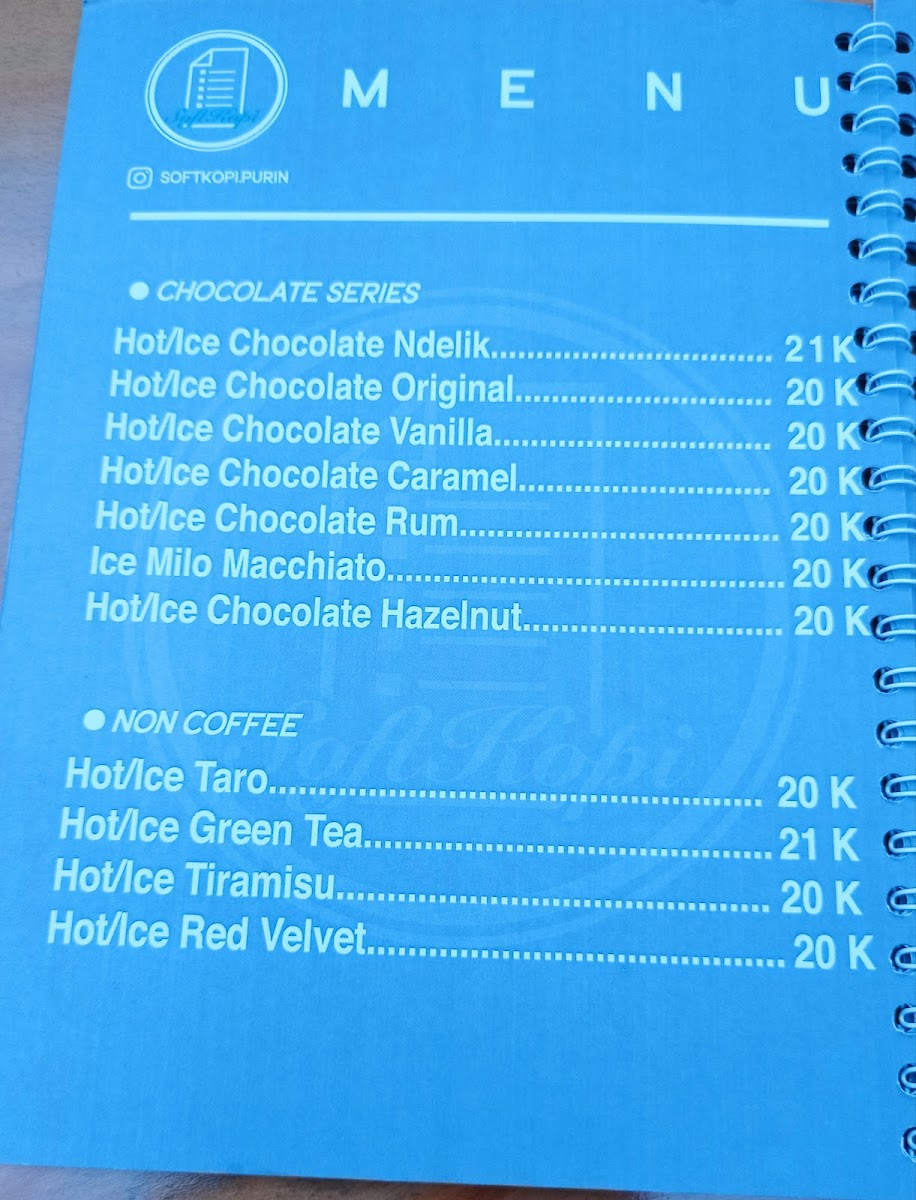 SoftKopi
MENU
SOFTKOPI.PURIN
● CHOCOLATE SERIES
Hot/Ice Chocolate Ndelik............................... 21K
Hot/Ice Chocolate Original............................ 20 K
Hot/Ice Chocolate Vanilla.............................. 20 K
Hot/Ice Chocolate Caramel........................... 20 K
Hot/Ice Chocolate Rum.................................. 20 K
Ice Milo Macchiato.......................................... 20 K
Hot/Ice Chocolate Hazelnut............................ 20 K
SoftKopi
● NON COFFEE
Hot/Ice Taro..................................................... 20 K
Hot/Ice Green Tea............................................ 21 K
Hot/Ice Tiramisu.............................................. 20 K
Hot/Ice Red Velvet............................................ 20 K